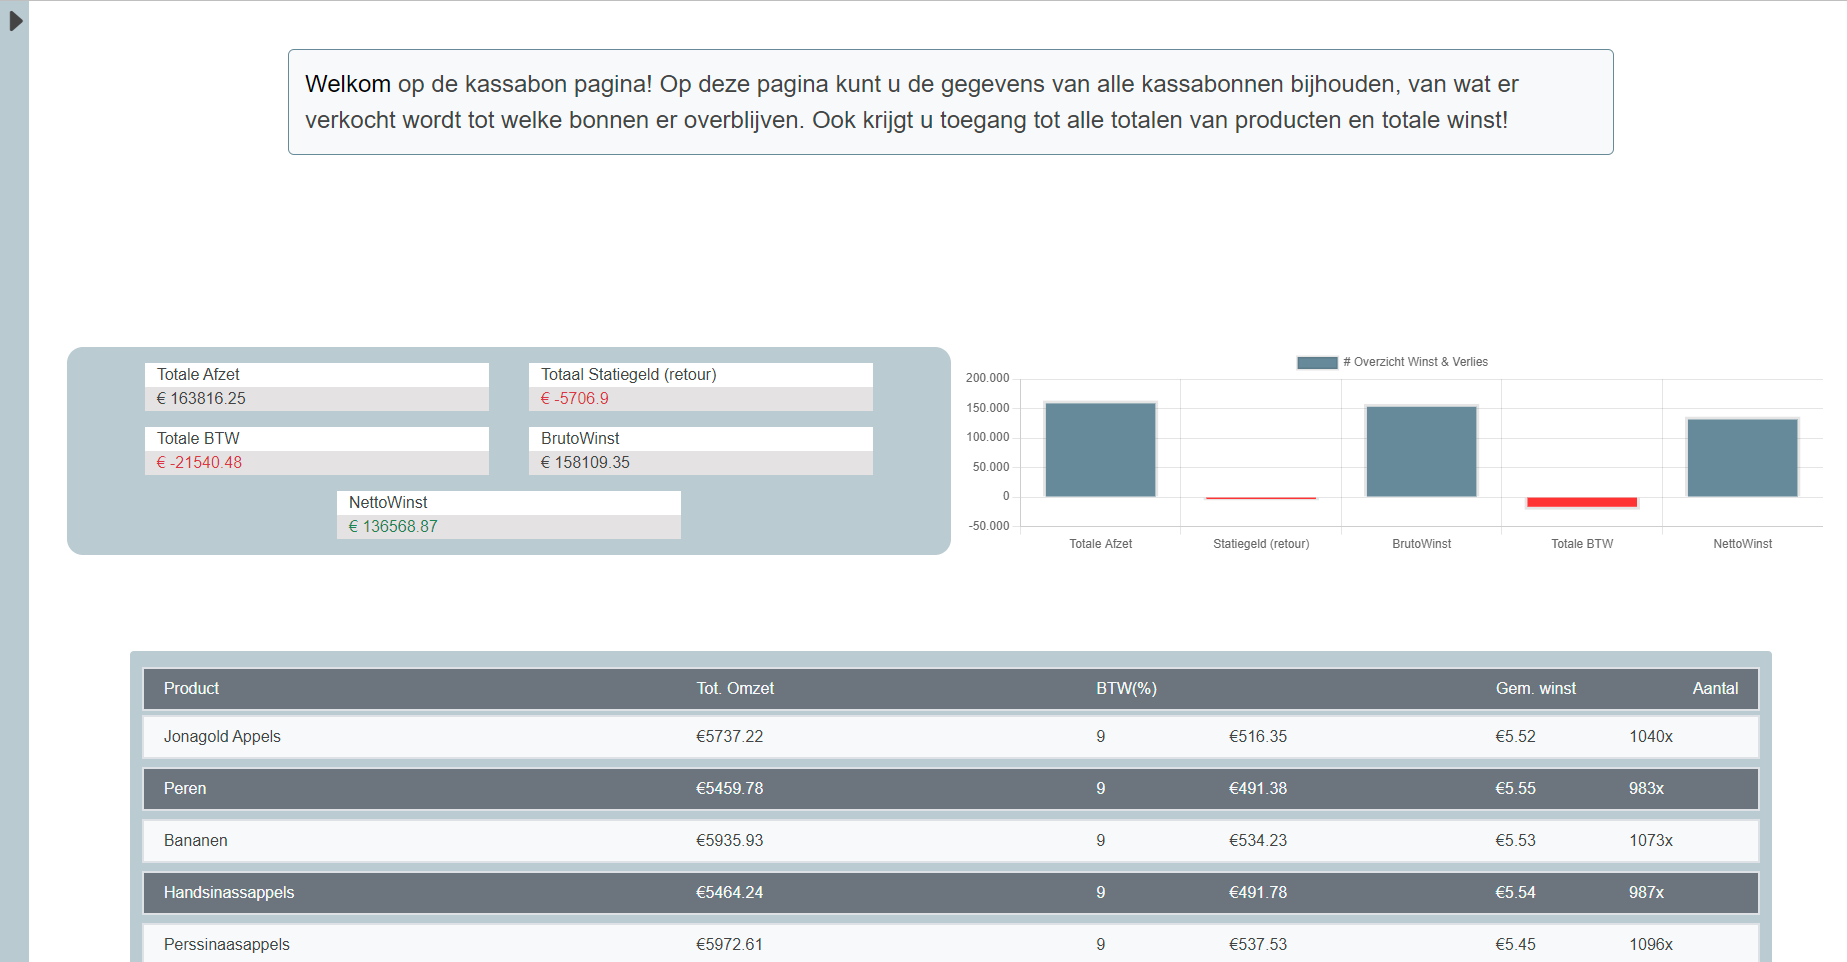 Welkom op de kassabon pagina! Op deze pagina kunt u de gegevens van alle kassabonnen bijhouden, van wat er
verkocht wordt tot welke bonnen er overblijven. Ook krijgt u toegang tot alle totalen van producten en totale winst!
Totale Afzet
€ 163816.25
Totaal Statiegeld (retour)
€ -5706.9
Totale BTW
€ -21540.48
BrutoWinst
€ 158109.35
NettoWinst
€ 136568.87
# Overzicht Winst & Verlies
200.000
150.000
100.000
50.000
0
-50.000
Totale Afzet Statiegeld (retour) BrutoWinst Totale BTW NettoWinst
Product Tot. Omzet BTW(%) Gem. winst Aantal
Jonagold Appels €5737.22 9 €516.35 €5.52 1040x
Peren €5459.78 9 €491.38 €5.55 983x
Bananen €5935.93 9 €534.23 €5.53 1073x
Handsinassappels €5464.24 9 €491.78 €5.54 987x
Perssinaasappels €5972.61 9 €537.53 €5.45 1096x